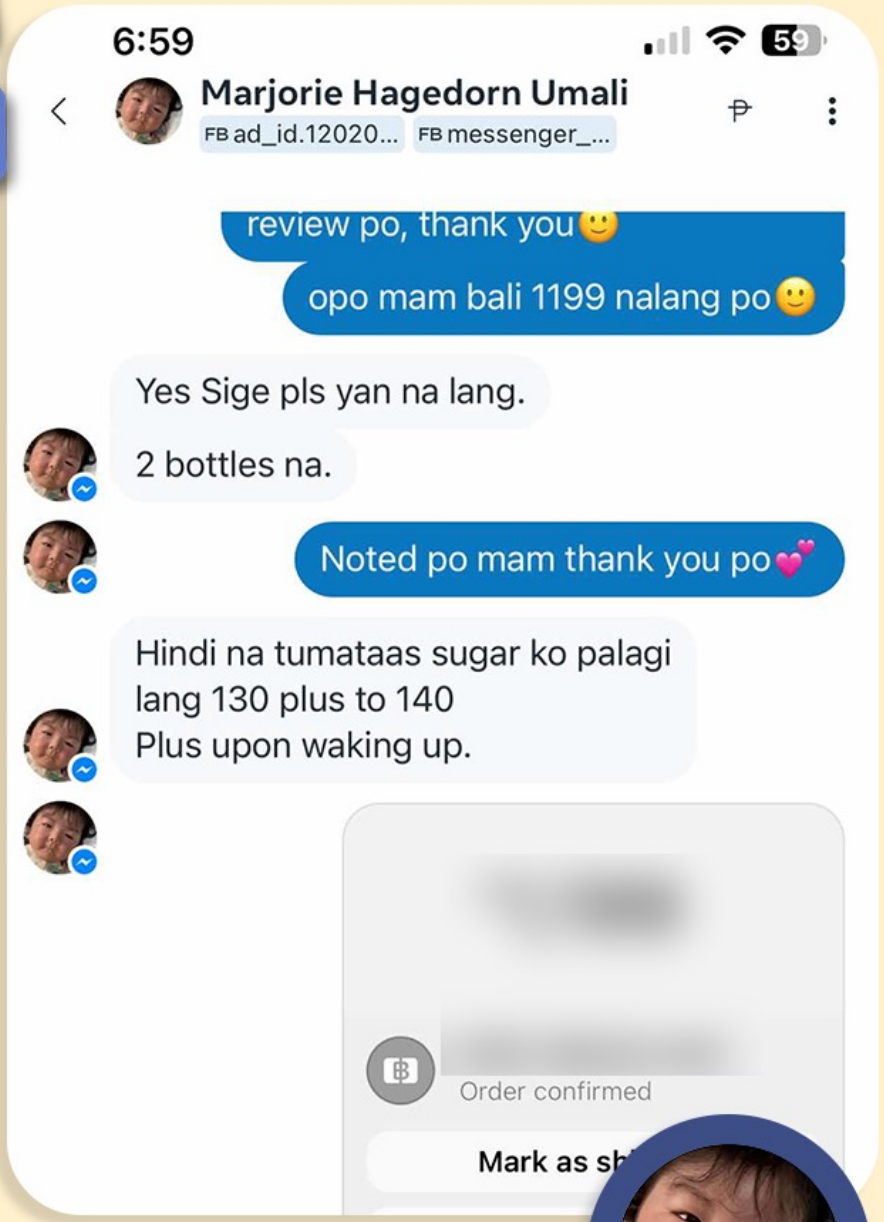 6:59
59
Marjorie Hagedorn Umali
₱
FB ad_id.12020... FB messenger_...
review po, thank you🙂
opo mam bali 1199 nalang po🙂
Yes Sige pls yan na lang.
2 bottles na.
Noted po mam thank you po💕
Hindi na tumataas sugar ko palagi
lang 130 plus to 140
Plus upon waking up.
Order confirmed
Mark as